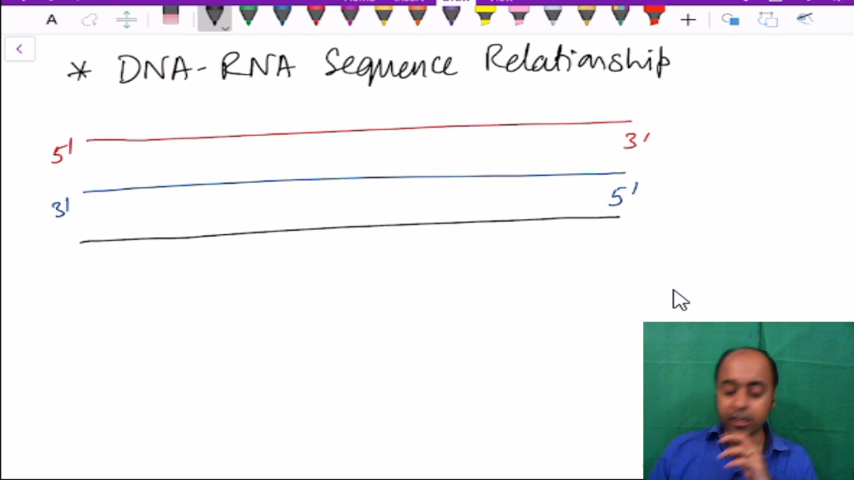 A
* DNA-RNA Sequence Relationship
5' 3'
3' 5'